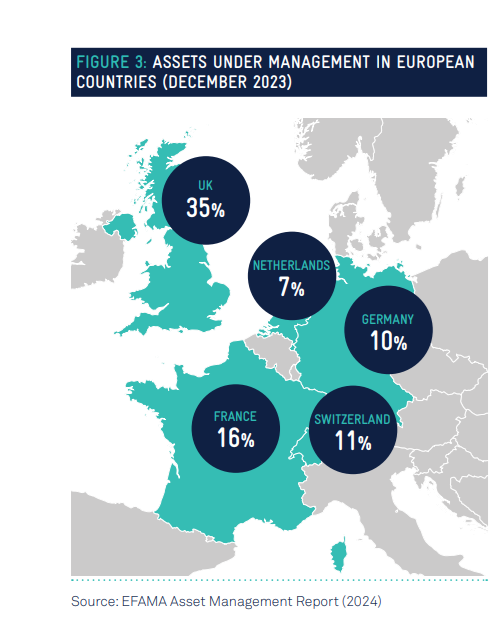 FIGURE 3: ASSETS UNDER MANAGEMENT IN EUROPEAN
COUNTRIES (DECEMBER 2023)
UK
35%
NETHERLANDS
7%
GERMANY
10%
FRANCE
16%
SWITZERLAND
11%
Source: EFAMA Asset Management Report (2024)